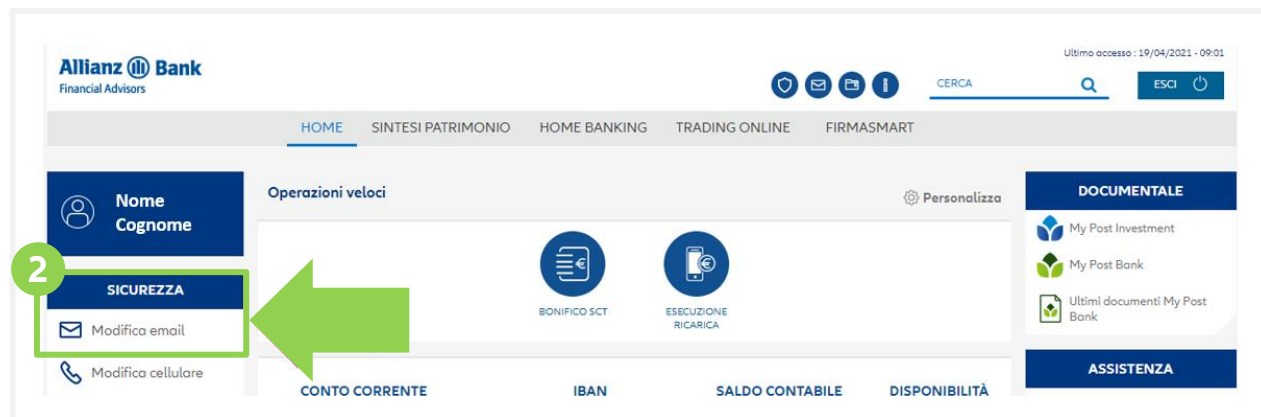 Allianz Bank
Financial Advisors
Ultimo accesso : 19/04/2021 - 09:01
CERCA
ESCI
HOME SINTESI PATRIMONIO HOME BANKING TRADING ONLINE FIRMASMART
Nome
Cognome
2
SICUREZZA
Modifica email
Modifica cellulare
Operazioni veloci
Personalizza
BONIFICO SCT
ESECUZIONE
RICARICA
CONTO CORRENTE IBAN SALDO CONTABILE DISPONIBILITÀ
DOCUMENTALE
My Post Investment
My Post Bank
Ultimi documenti My Post
Bank
ASSISTENZA